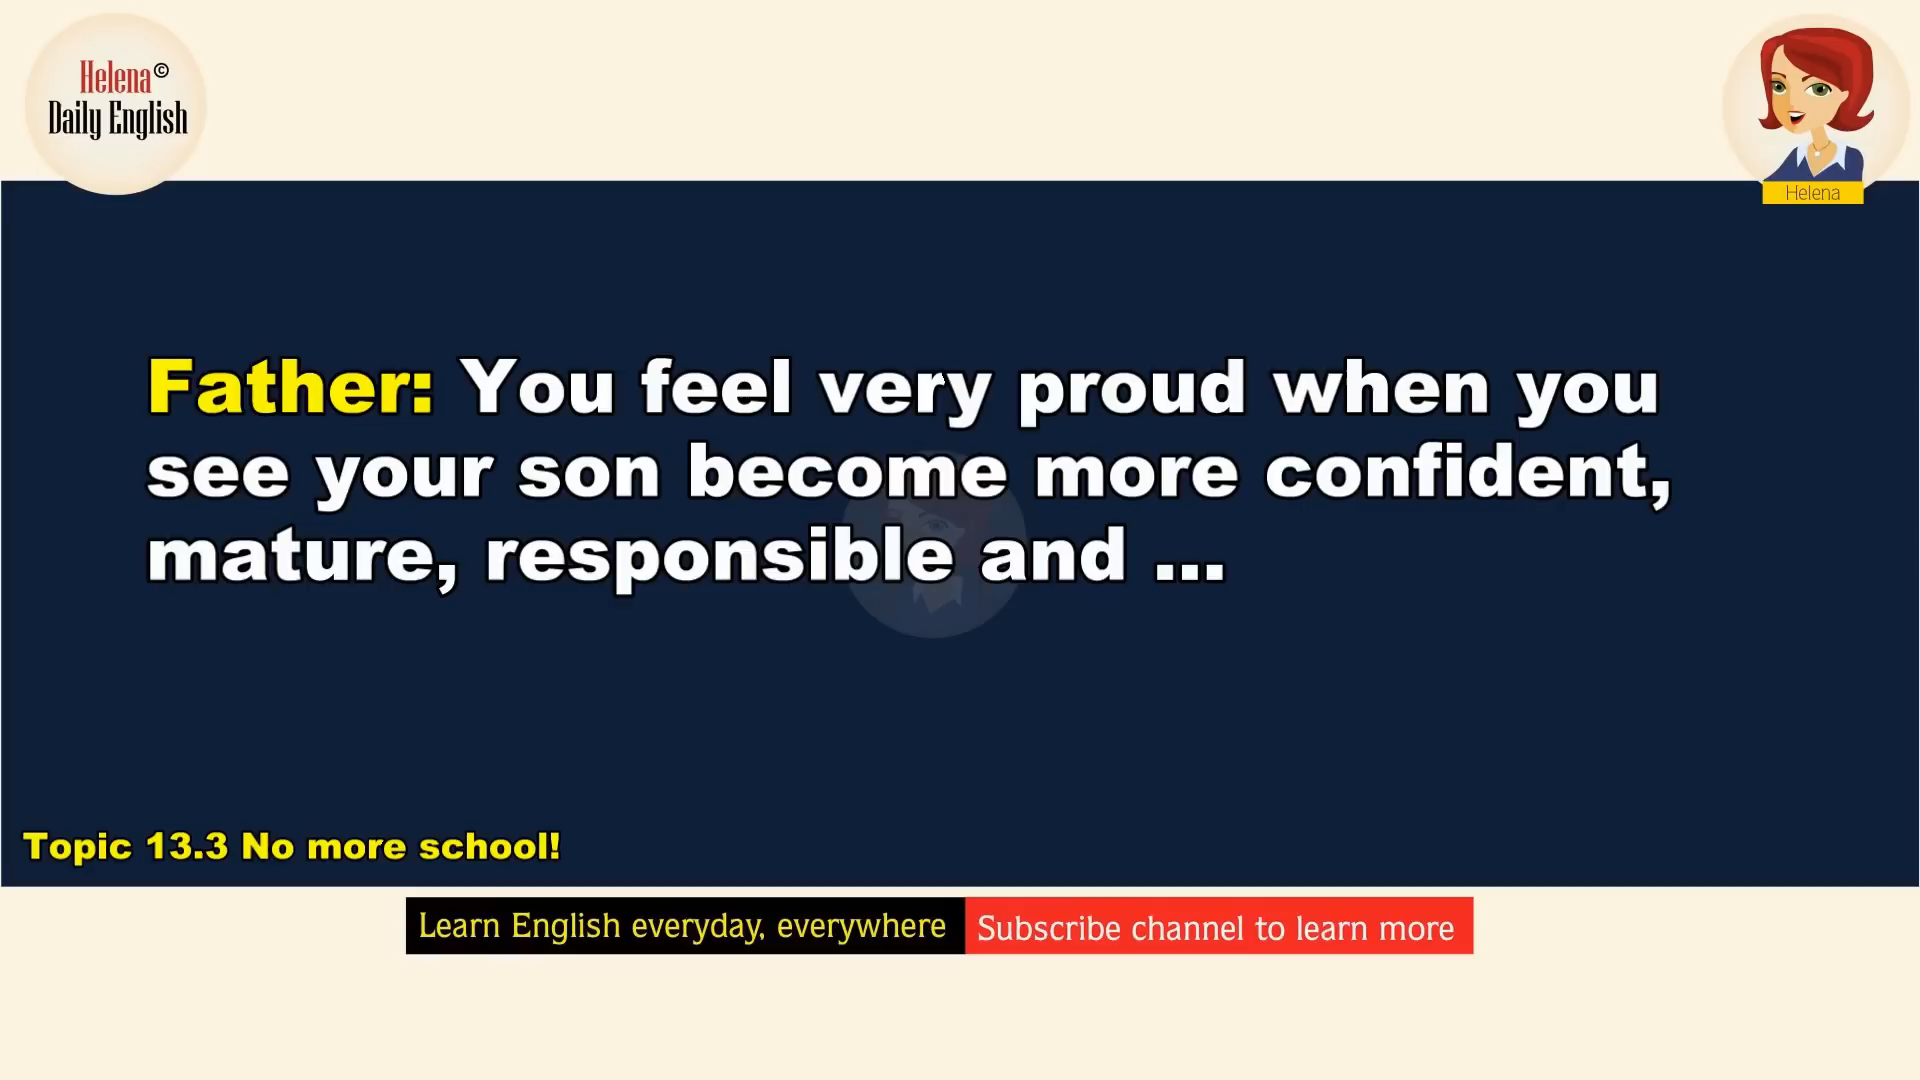 Helena©
Daily English
Helena
Father: You feel very proud when you
see your son become more confident,
mature, responsible and ...
Topic 13.3 No more school!
Learn English everyday, everywhere
Subscribe channel to learn more